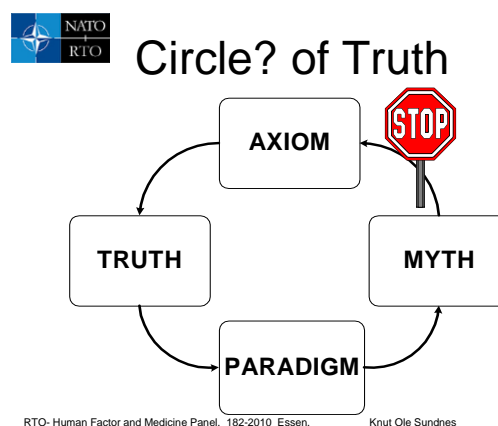 NATO
+
RTO
Circle? of Truth
STOP
AXIOM
TRUTH
MYTH
PARADIGM
RTO- Human Factor and Medicine Panel. 182-2010 Essen. Knut Ole Sundnes